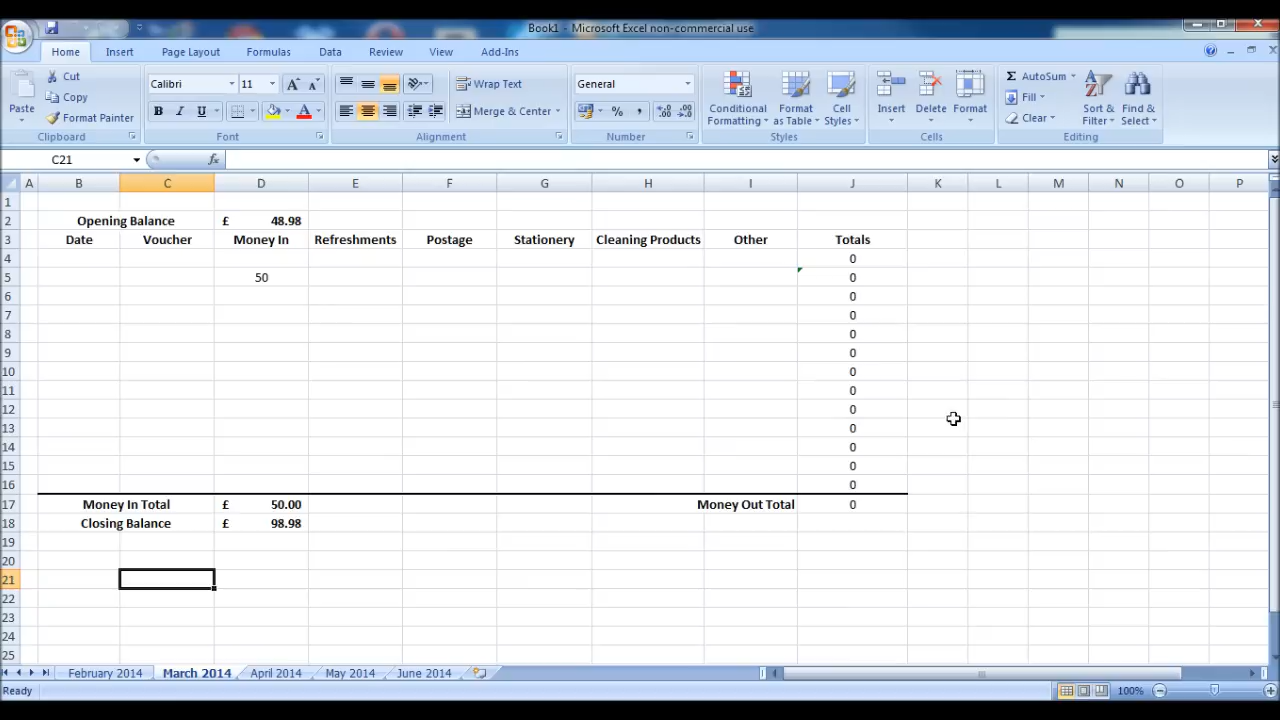 Book1 - Microsoft Excel non-commercial use
Home Insert Page Layout Formulas Data Review View Add-Ins
Paste Cut Copy Format Painter Clipboard
Calibri 11 B I U Font
Wrap Text Merge & Center Alignment
General % , Number
Conditional Formatting Format as Table Cell Styles Styles
Insert Delete Format Cells
Σ AutoSum Fill Clear Sort & Filter Find & Select Editing
C21 fx
A B C D E F G H I J K L M N O P
1
2 Opening Balance £ 48.98
3 Date Voucher Money In Refreshments Postage Stationery Cleaning Products Other Totals
4 0
5 50 0
6 0
7 0
8 0
9 0
10 0
11 0
12 0
13 0
14 0
15 0
16 0
17 Money In Total £ 50.00 Money Out Total 0
18 Closing Balance £ 98.98
19
20
21
22
23
24
25
February 2014 March 2014 April 2014 May 2014 June 2014
Ready 100%